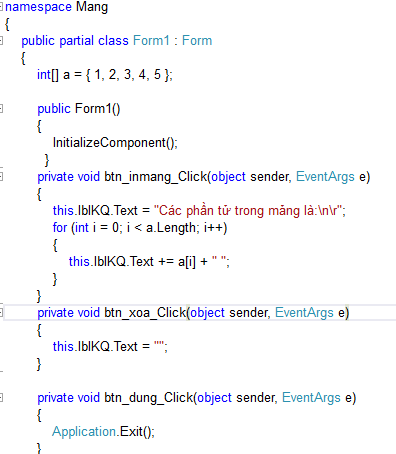 namespace Mang
{
public partial class Form1 : Form
{
int[] a = { 1, 2, 3, 4, 5 };
public Form1()
{
InitializeComponent();
}
private void btn_inmang_Click(object sender, EventArgs e)
{
this.lblKQ.Text = "Các phần tử trong mãng là:\n\r";
for (int i = 0; i < a.Length; i++)
{
this.lblKQ.Text += a[i] + " ";
}
}
private void btn_xoa_Click(object sender, EventArgs e)
{
this.lblKQ.Text = "";
}
private void btn_dung_Click(object sender, EventArgs e)
{
Application.Exit();
}